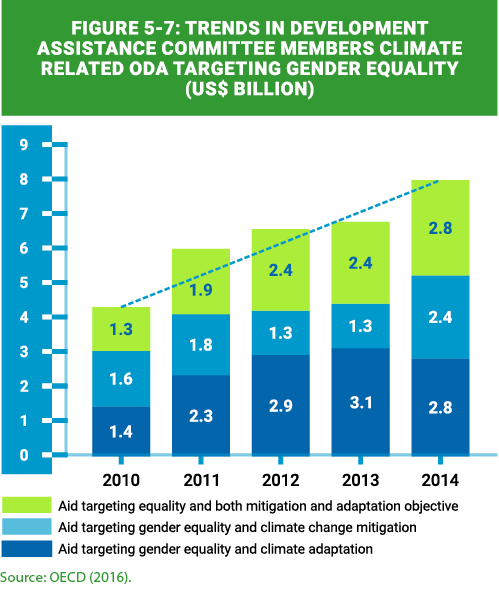 FIGURE 5-7: TRENDS IN DEVELOPMENT
ASSISTANCE COMMITTEE MEMBERS CLIMATE
RELATED ODA TARGETING GENDER EQUALITY
(US$ BILLION)
9
8
7
6
5
4
3
2
1
0
1.3
1.6
1.4
1.9
1.8
2.3
2.4
1.3
2.9
2.4
1.3
3.1
2.8
2.4
2.8
2010 2011 2012 2013 2014
Aid targeting equality and both mitigation and adaptation objective
Aid targeting gender equality and climate change mitigation
Aid targeting gender equality and climate adaptation
Source: OECD (2016).